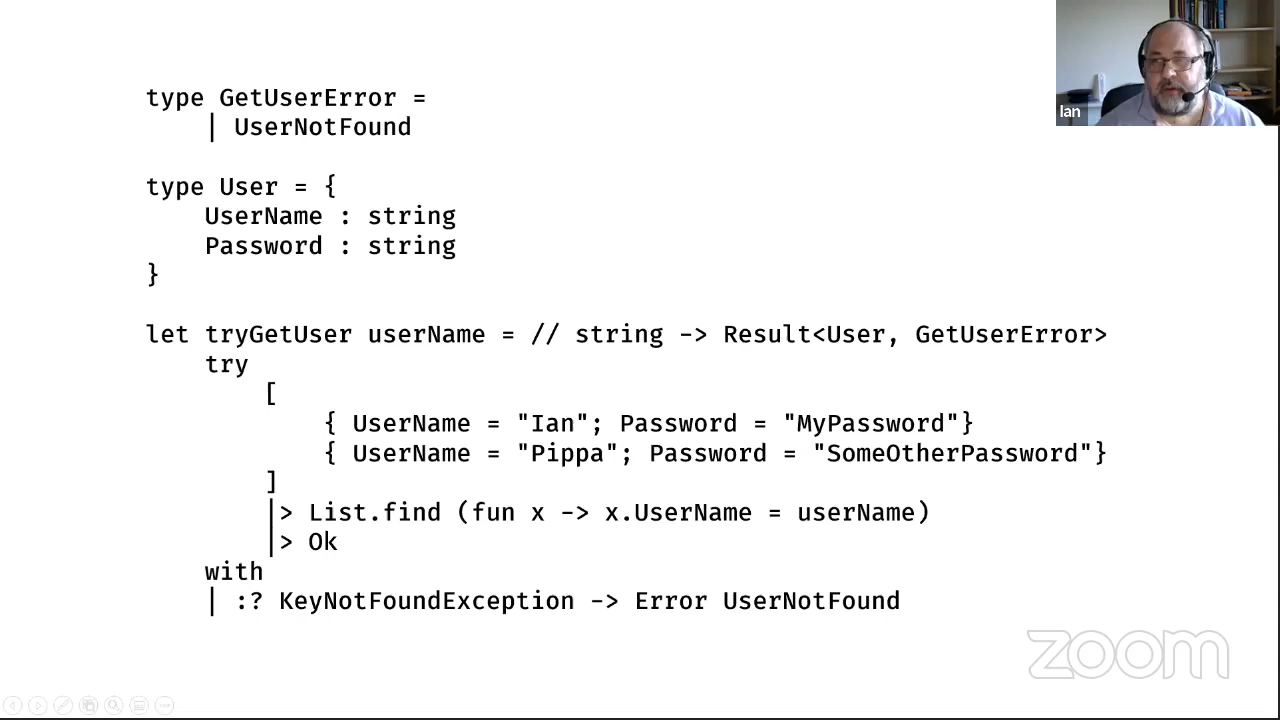 Ian
type GetUserError =
    | UserNotFound
type User = {
    UserName : string
    Password : string
}
let tryGetUser userName = // string -> Result<User, GetUserError>
    try
        [
            { UserName = "Ian"; Password = "MyPassword"}
            { UserName = "Pippa"; Password = "SomeOtherPassword"}
        ]
        |> List.find (fun x -> x.UserName = userName)
        |> Ok
    with
    | :? KeyNotFoundException -> Error UserNotFound
zoom